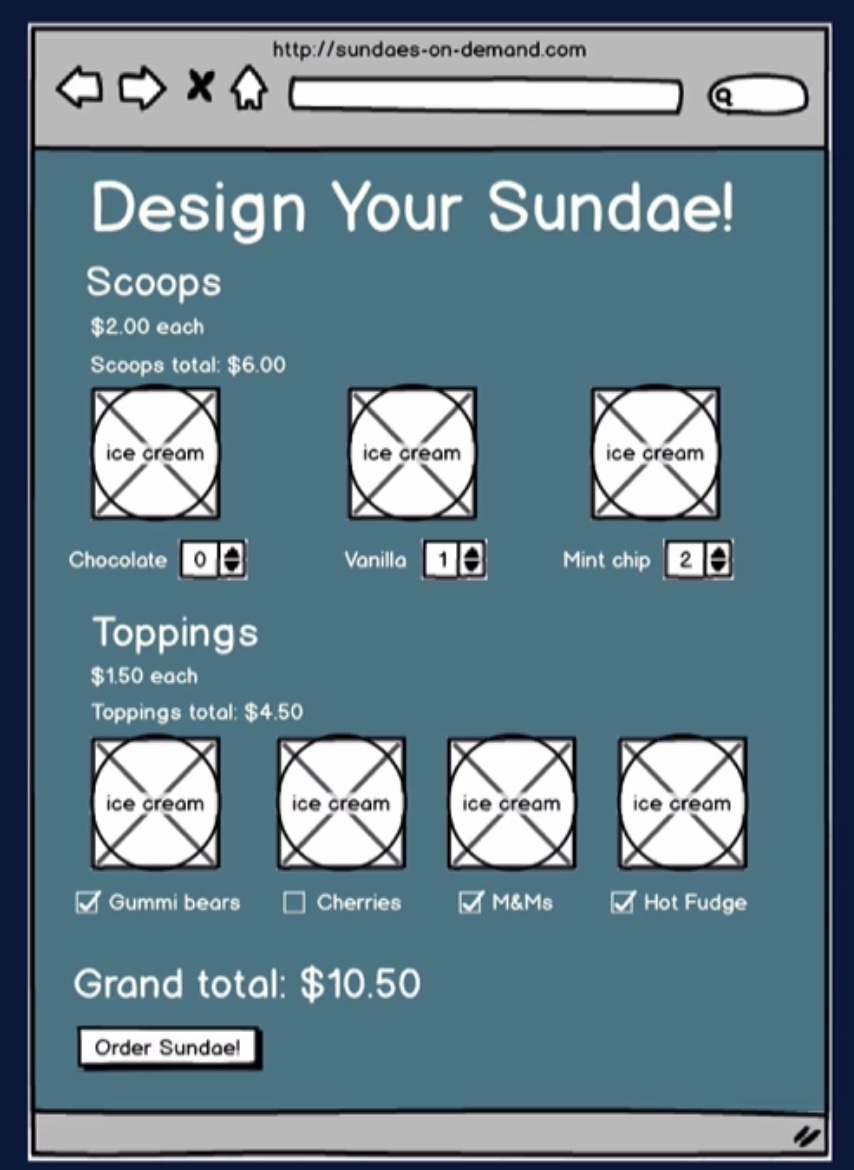 http://sundaes-on-demand.com
Design Your Sundae!
Scoops
$2.00 each
Scoops total: $6.00
ice cream ice cream ice cream
Chocolate 0 Vanilla 1 Mint chip 2
Toppings
$1.50 each
Toppings total: $4.50
ice cream ice cream ice cream ice cream
Gummi bears Cherries M&Ms Hot Fudge
Grand total: $10.50
Order Sundae!